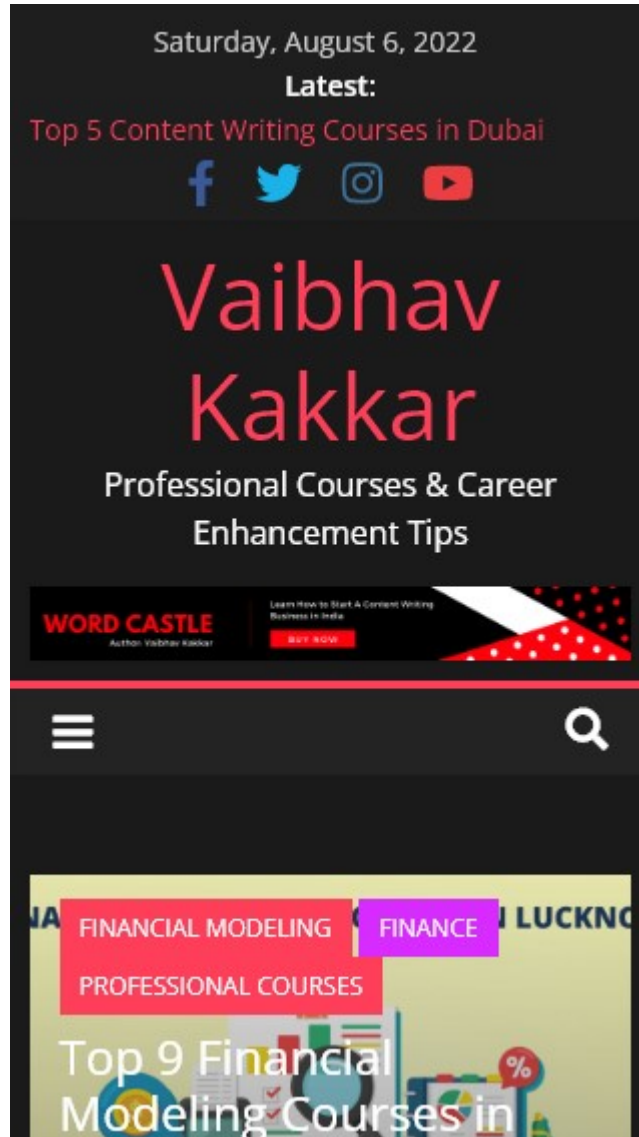 Saturday, August 6, 2022
Latest:
Top 5 Content Writing Courses in Dubai
Vaibhav
Kakkar
Professional Courses & Career
Enhancement Tips
WORD CASTLE
Author: Vaibhav Kakkar
Learn How to Start A Content Writing
Business in India
BUY NOW
FINANCIAL MODELING
FINANCE
PROFESSIONAL COURSES
Top 9 Financial
Modeling Courses in
%